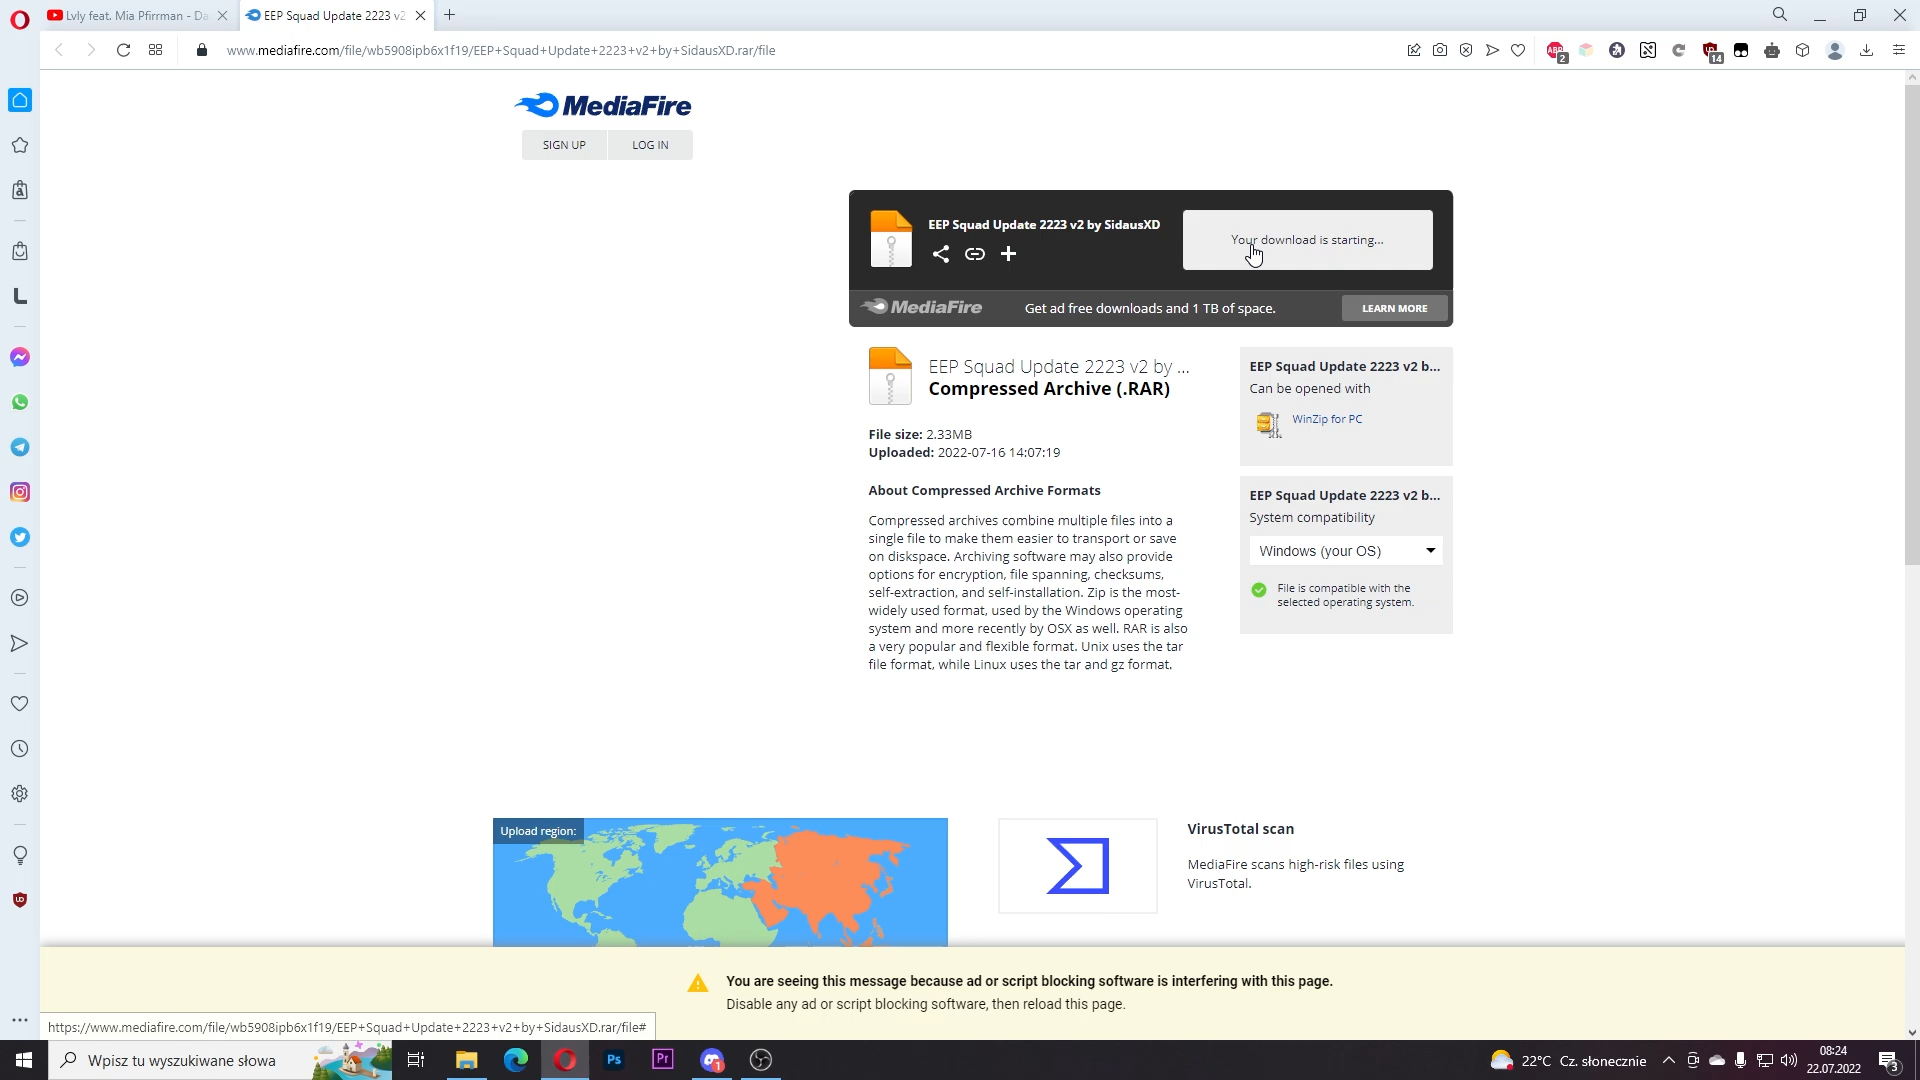 Lvly feat. Mia Pfirrman - Da
EEP Squad Update 2223 v2
www.mediafire.com/file/wb5908ipb6x1f19/EEP+Squad+Update+2223+v2+by+SidausXD.rar/file
ABP
2
14
MediaFire
SIGN UP
LOG IN
EEP Squad Update 2223 v2 by SidausXD
Your download is starting...
MediaFire
Get ad free downloads and 1 TB of space.
LEARN MORE
EEP Squad Update 2223 v2 by ...
Compressed Archive (.RAR)
File size: 2.33MB
Uploaded: 2022-07-16 14:07:19
About Compressed Archive Formats
Compressed archives combine multiple files into a
single file to make them easier to transport or save
on diskspace. Archiving software may also provide
options for encryption, file spanning, checksums,
self-extraction, and self-installation. Zip is the most-
widely used format, used by the Windows operating
system and more recently by OSX as well. RAR is also
a very popular and flexible format. Unix uses the tar
file format, while Linux uses the tar and gz format.
EEP Squad Update 2223 v2 b...
Can be opened with
WinZip for PC
EEP Squad Update 2223 v2 b...
System compatibility
Windows (your OS)
File is compatible with the
selected operating system.
Upload region:
VirusTotal scan
MediaFire scans high-risk files using
VirusTotal.
You are seeing this message because ad or script blocking software is interfering with this page.
Disable any ad or script blocking software, then reload this page.
https://www.mediafire.com/file/wb5908ipb6x1f19/EEP+Squad+Update+2223+v2+by+SidausXD.rar/file#
Wpisz tu wyszukiwane słowa
Ps
Pr
1
22°C Cz. słonecznie
08:24
22.07.2022
3